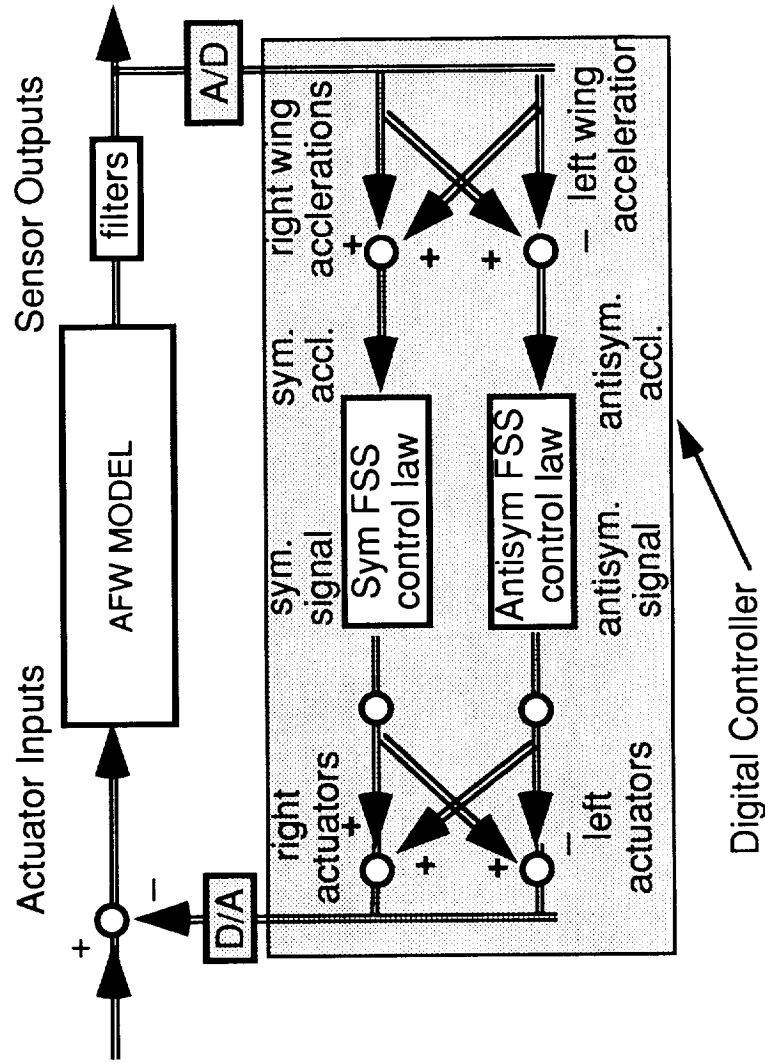 Actuator Inputs
Sensor Outputs
+
–
AFW MODEL
filters
D/A
A/D
right
actuators
sym.
signal
sym.
accl.
right wing
acclerations
+
+
+
+
Sym FSS
control law
+
+
–
–
Antisym FSS
control law
left
actuators
antisym.
signal
antisym.
accl.
left wing
acceleration
Digital Controller